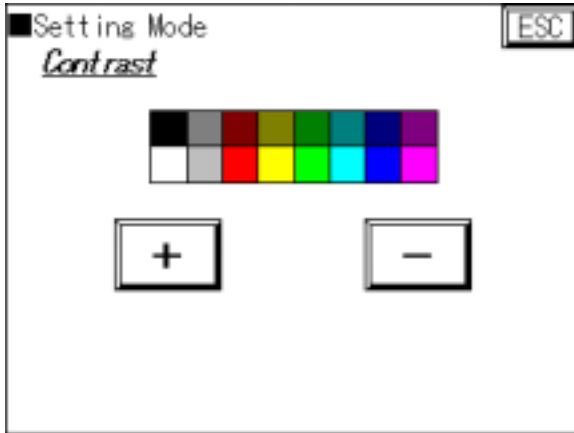 ■Setting Mode
ESC
Contrast
+
−